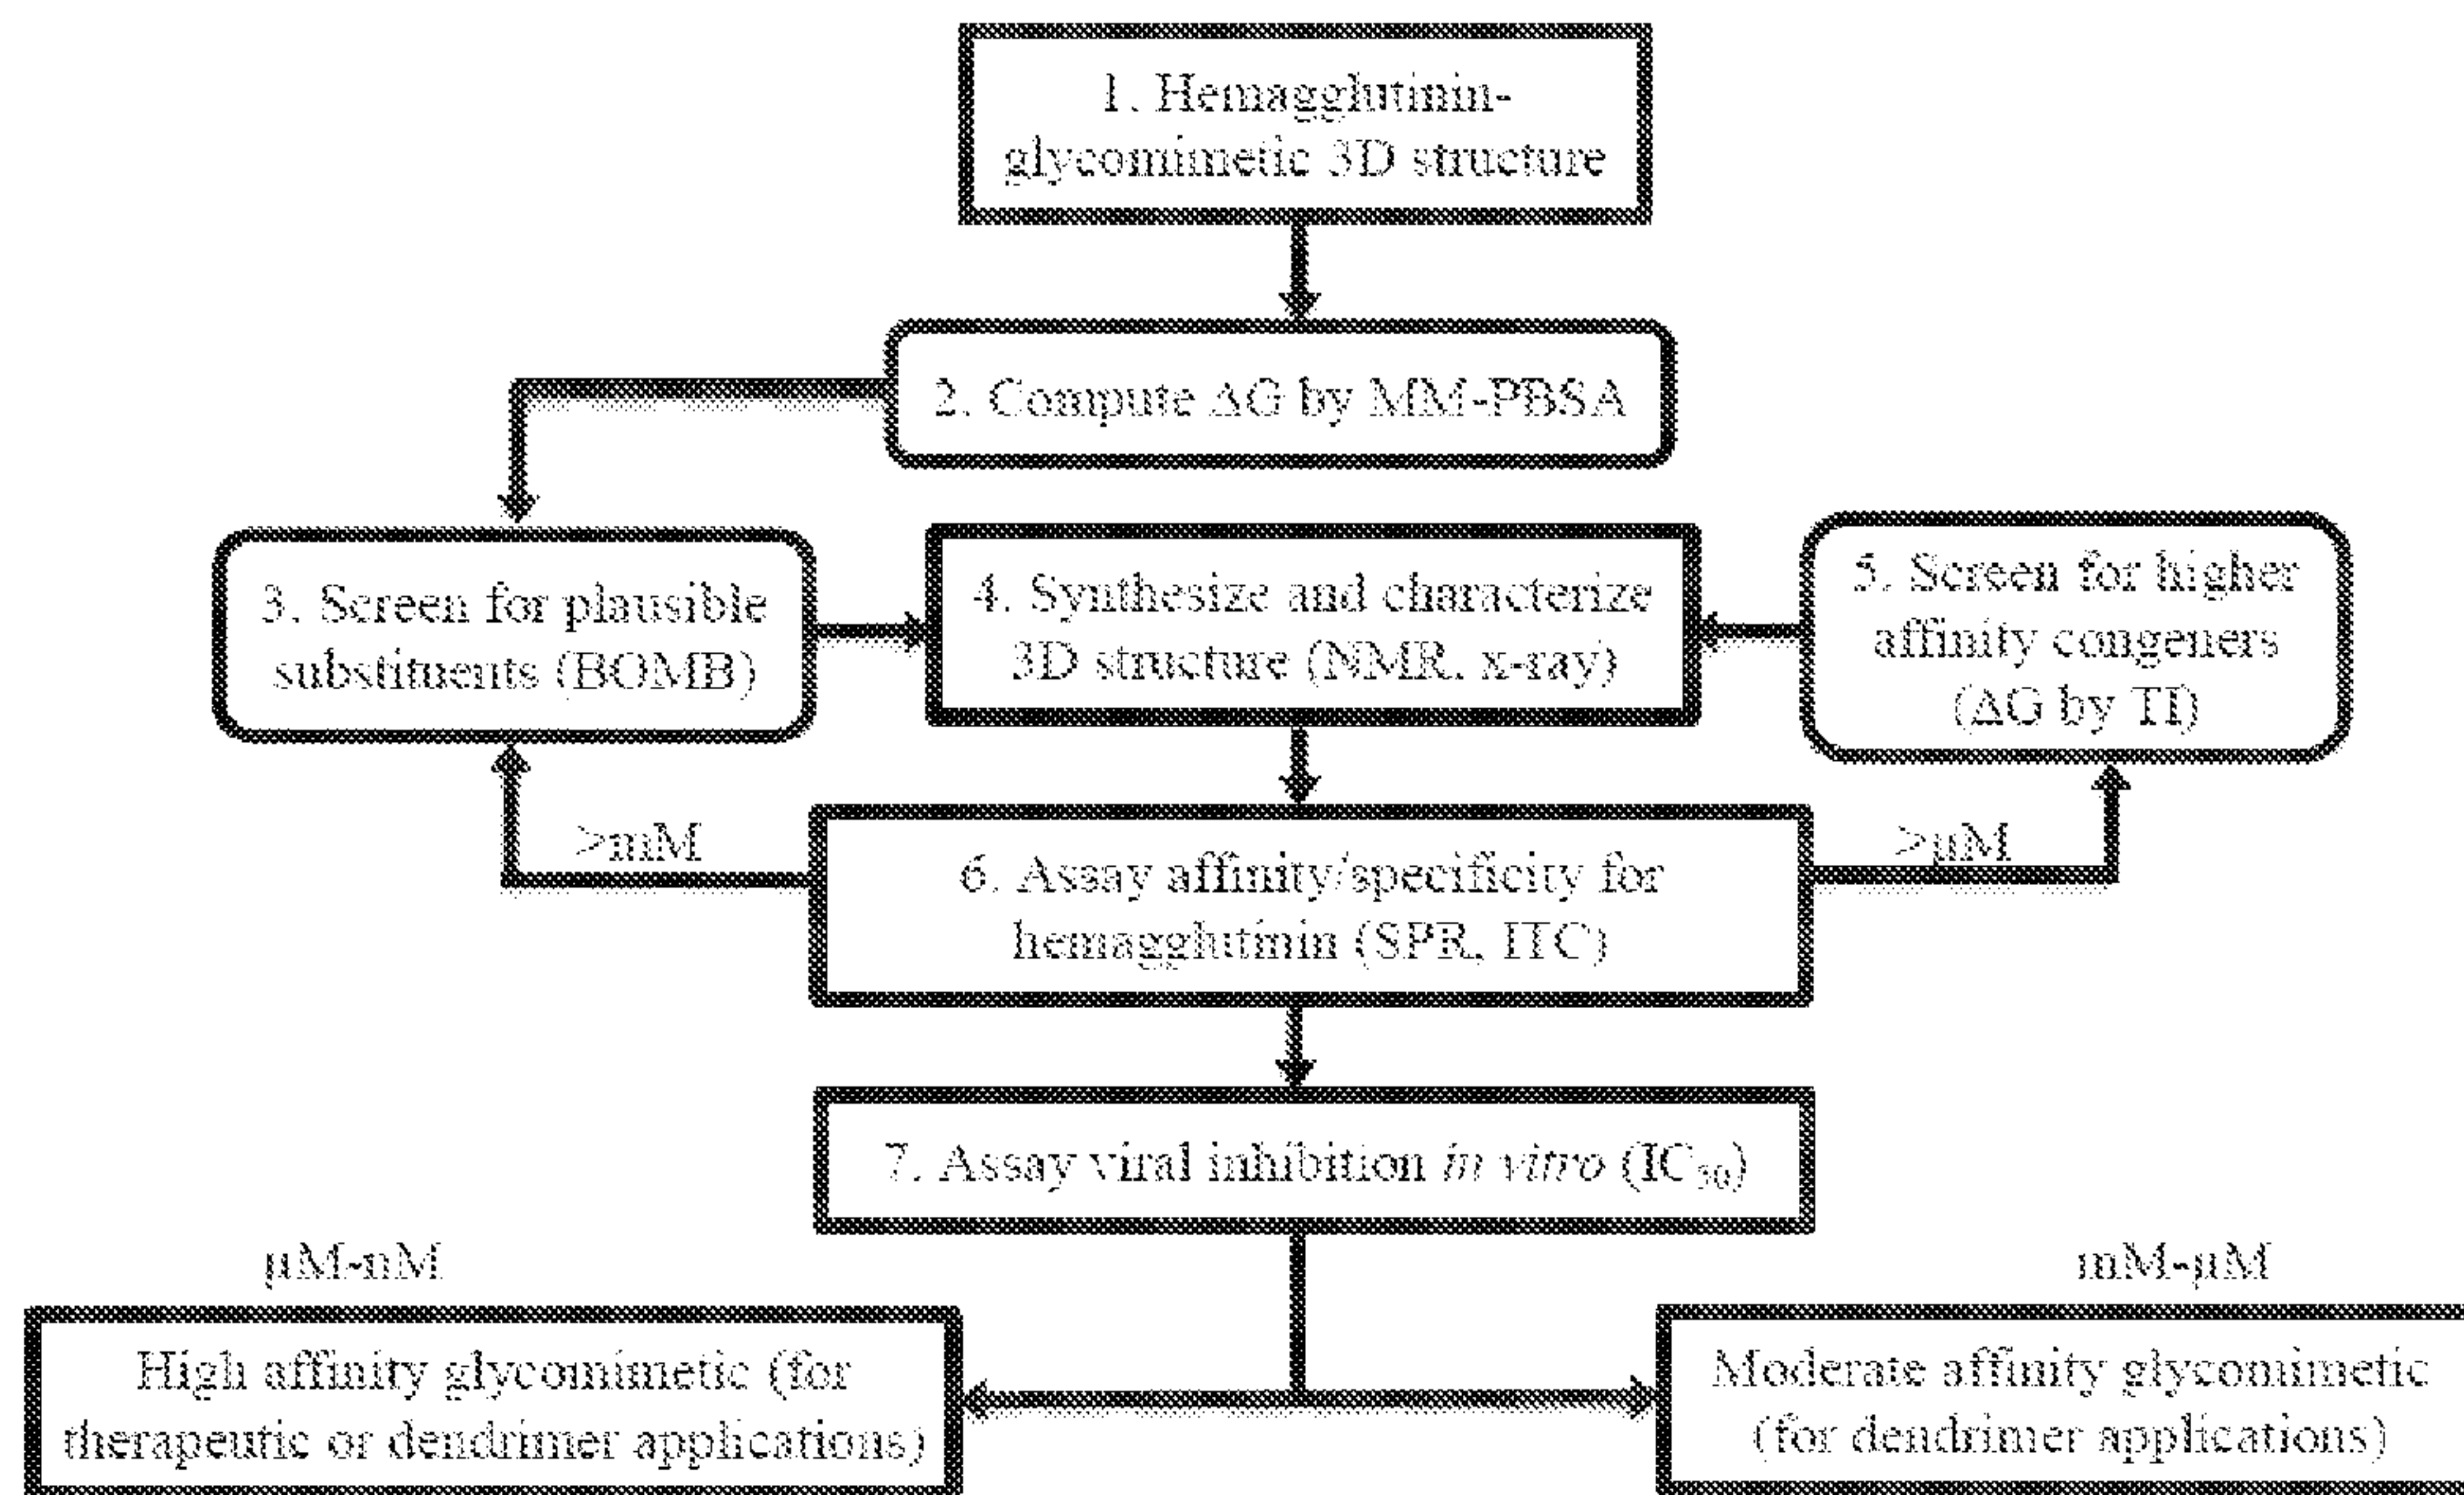 1. Hemagglutinin-
glycomimetic 3D structure
2. Compute ΔG by MM-PBSA
3. Screen for plausible
substituents (BOMB)
4. Synthesize and characterize
3D structure (NMR, x-ray)
5. Screen for higher
affinity congeners
(ΔG by TI)
>mM
>μM
6. Assay affinity/specificity for
hemagglutinin (SPR, ITC)
7. Assay viral inhibition in vitro (IC₅₀)
μM-nM
mM-μM
High affinity glycomimetic (for
therapeutic or dendrimer applications)
Moderate affinity glycomimetic
(for dendrimer applications)